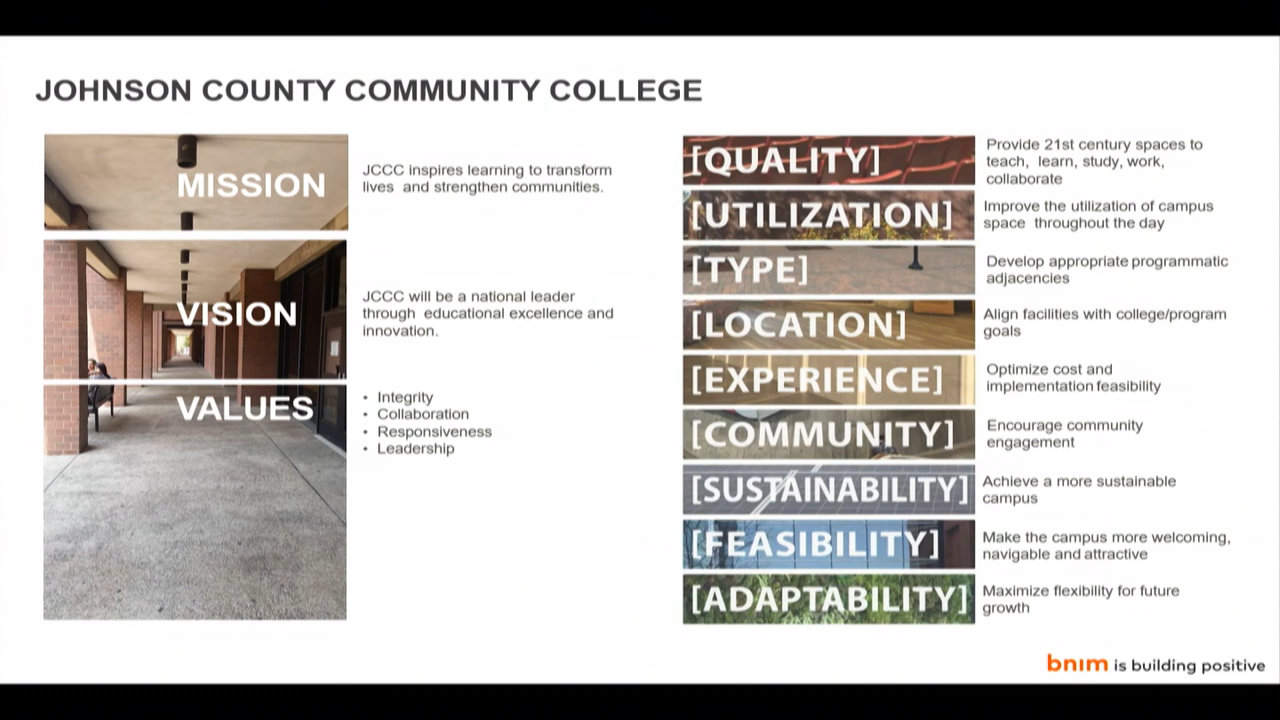 JOHNSON COUNTY COMMUNITY COLLEGE
MISSION
JCCC inspires learning to transform
lives and strengthen communities.
VISION
JCCC will be a national leader
through educational excellence and
innovation.
VALUES
• Integrity
• Collaboration
• Responsiveness
• Leadership
[QUALITY]
Provide 21st century spaces to
teach, learn, study, work,
collaborate
[UTILIZATION]
Improve the utilization of campus
space throughout the day
[TYPE]
Develop appropriate programmatic
adjacencies
[LOCATION]
Align facilities with college/program
goals
[EXPERIENCE]
Optimize cost and
implementation feasibility
[COMMUNITY]
Encourage community
engagement
[SUSTAINABILITY]
Achieve a more sustainable
campus
[FEASIBILITY]
Make the campus more welcoming,
navigable and attractive
[ADAPTABILITY]
Maximize flexibility for future
growth
bnim is building positive